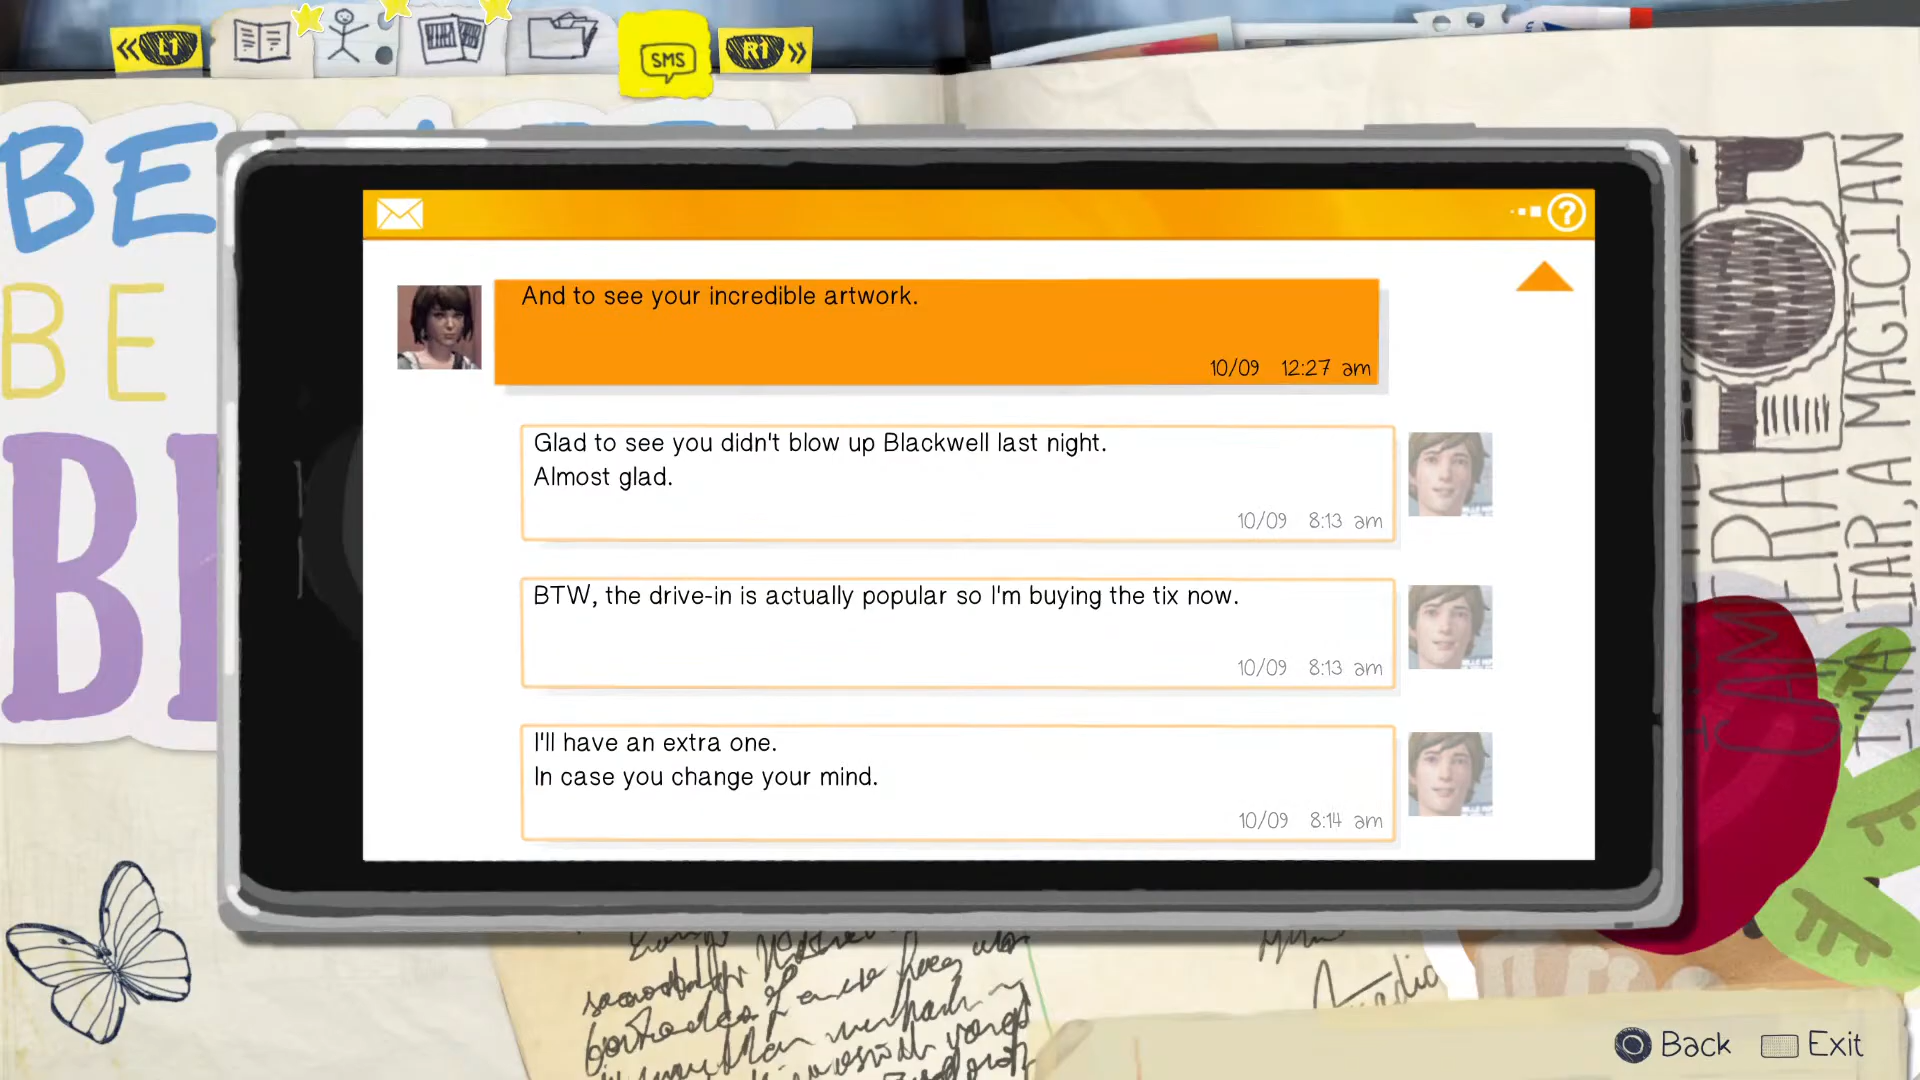 L1
SMS
R1
BE
BE
And to see your incredible artwork.
10/09 12:27 am
Glad to see you didn't blow up Blackwell last night.
Almost glad.
10/09 8:13 am
BTW, the drive-in is actually popular so I'm buying the tix now.
10/09 8:13 am
I'll have an extra one.
In case you change your mind.
10/09 8:14 am
CAMERA
I'M A LIAR, A MAGICIAN
Back
Exit